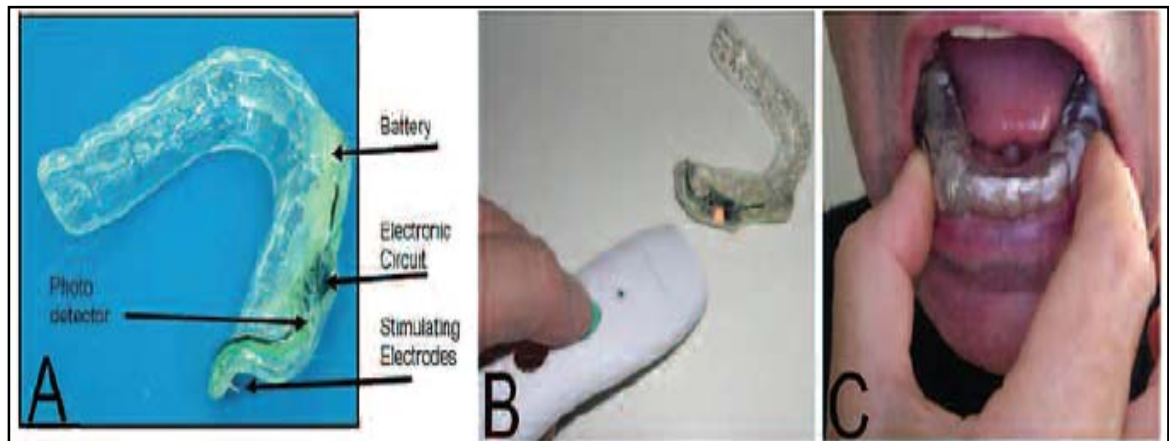 Battery
Electronic
Circuit
Photo
detector
Stimulating
Electrodes
A
B
C